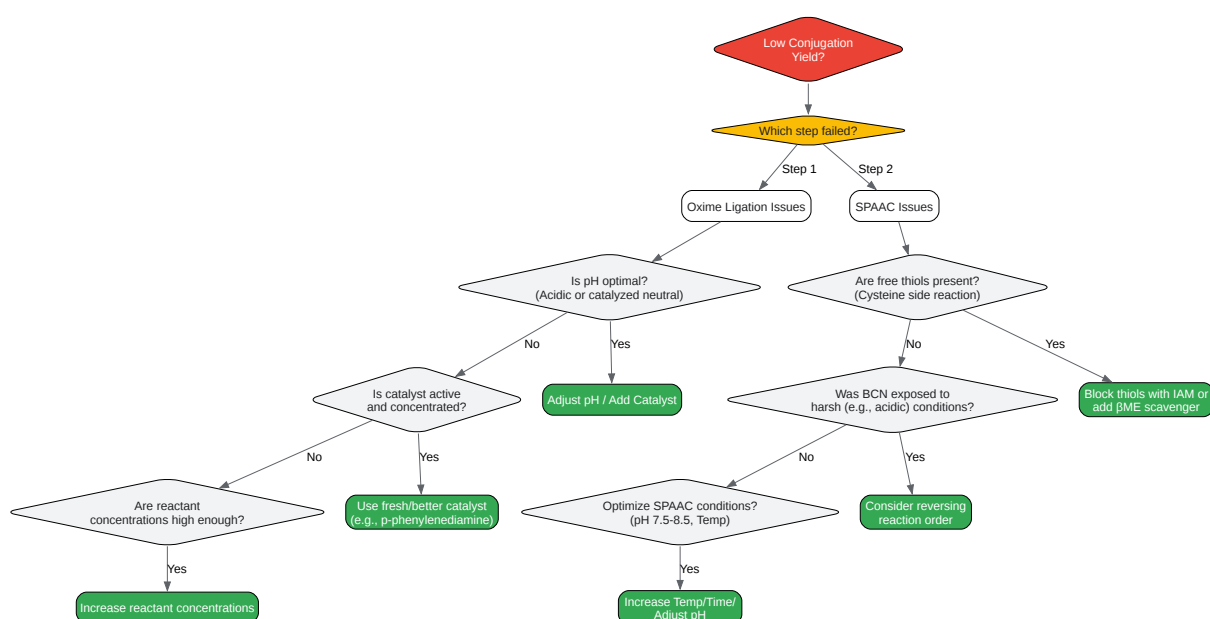 Low Conjugation
Yield?
Which step failed?
Step 1
Step 2
Oxime Ligation Issues
SPAAC Issues
Is pH optimal?
(Acidic or catalyzed neutral)
Are free thiols present?
(Cysteine side reaction)
No
Yes
No
Yes
Is catalyst active
and concentrated?
Adjust pH / Add Catalyst
Was BCN exposed to
harsh (e.g., acidic) conditions?
Block thiols with IAM or
add βME scavenger
No
Yes
No
Yes
Are reactant
concentrations high enough?
Use fresh/better catalyst
(e.g., p-phenylenediamine)
Optimize SPAAC conditions?
(pH 7.5-8.5, Temp)
Consider reversing
reaction order
Yes
Yes
Increase reactant concentrations
Increase Temp/Time/
Adjust pH